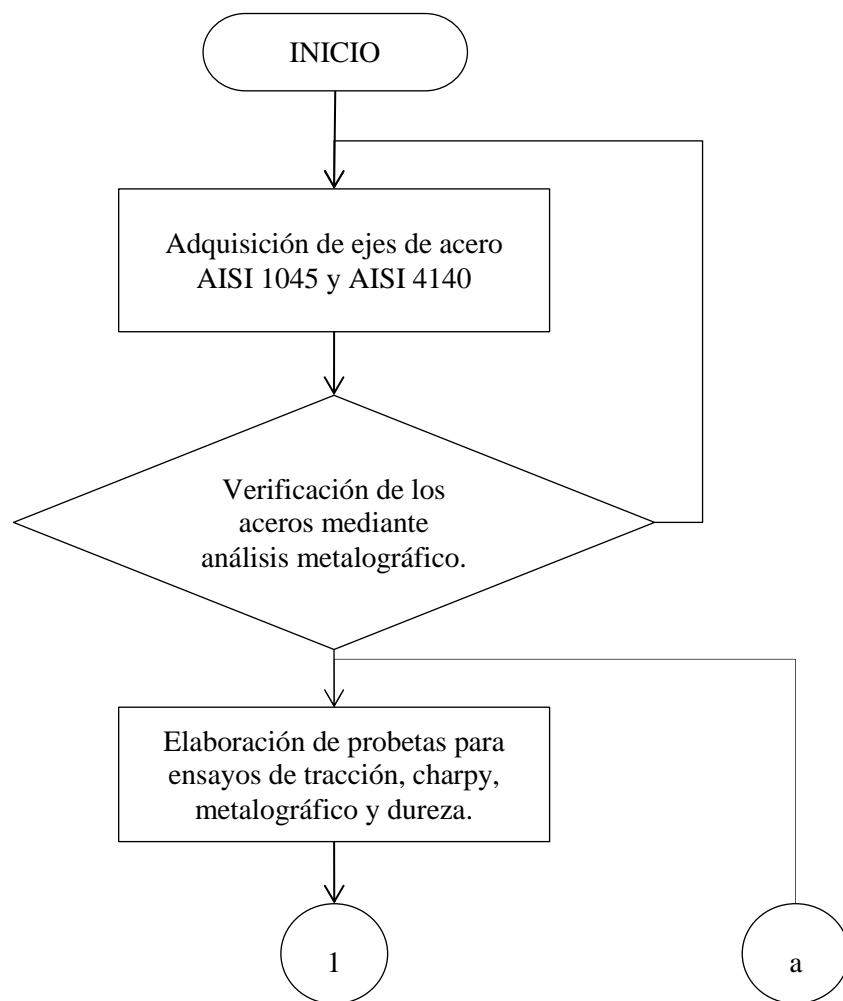 INICIO
Adquisición de ejes de acero
AISI 1045 y AISI 4140
Verificación de los
aceros mediante
análisis metalográfico.
Elaboración de probetas para
ensayos de tracción, charpy,
metalográfico y dureza.
1
a